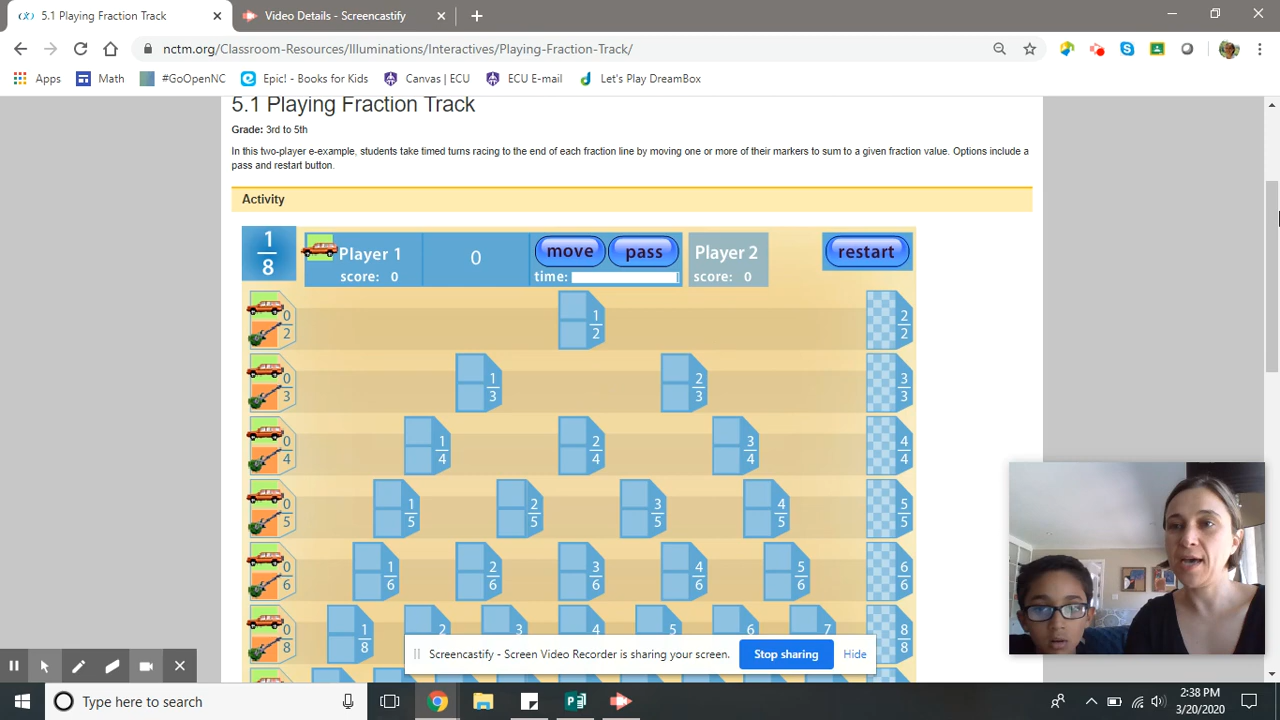 5.1 Playing Fraction Track
Video Details - Screencastify
nctm.org/Classroom-Resources/Illuminations/Interactives/Playing-Fraction-Track/
Apps
Math
#GoOpenNC
Epic! - Books for Kids
Canvas | ECU
ECU E-mail
Let's Play DreamBox
5.1 Playing Fraction Track
Grade: 3rd to 5th
In this two-player e-example, students take timed turns racing to the end of each fraction line by moving one or more of their markers to sum to a given fraction value. Options include a
pass and restart button.
Activity
1/8
Player 1
score: 0
0
move
pass
time:
Player 2
score: 0
restart
0/2 1/2 2/2
0/3 1/3 2/3 3/3
0/4 1/4 2/4 3/4 4/4
0/5 1/5 2/5 3/5 4/5 5/5
0/6 1/6 2/6 3/6 4/6 5/6 6/6
0/8 1/8 2 3 4 5 6 7 8/8
Screencastify - Screen Video Recorder is sharing your screen.
Stop sharing
Hide
Type here to search
2:38 PM
3/20/2020